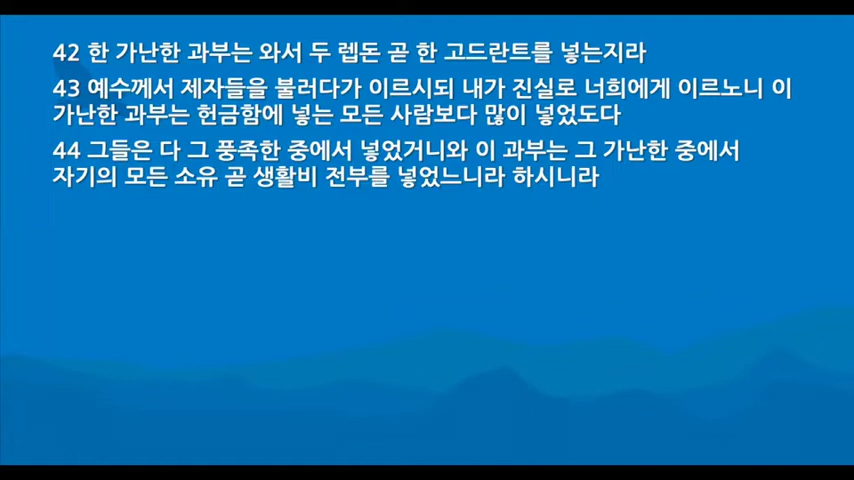 42 한 가난한 과부는 와서 두 렙돈 곧 한 고드란트를 넣는지라
43 예수께서 제자들을 불러다가 이르시되 내가 진실로 너희에게 이르노니 이
가난한 과부는 헌금함에 넣는 모든 사람보다 많이 넣었도다
44 그들은 다 그 풍족한 중에서 넣었거니와 이 과부는 그 가난한 중에서
자기의 모든 소유 곧 생활비 전부를 넣었느니라 하시니라